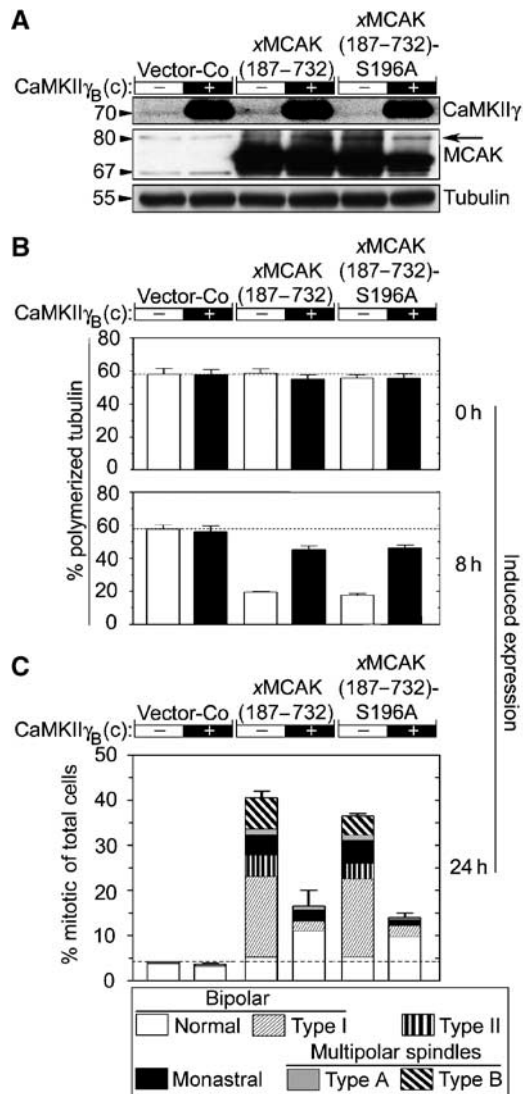 A
xMCAK
xMCAK (187–732)-
Vector-Co (187–732) S196A
CaMKIIγB(c): – + – + – +
70 CaMKIIγ
80
MCAK
67
55 Tubulin
B
xMCAK
xMCAK (187–732)-
Vector-Co (187–732) S196A
CaMKIIγB(c): – + – + – +
% polymerized tubulin
80
60
40
20
0
0 h
80
60
40
20
0
8 h
Induced expression
C
xMCAK
xMCAK (187–732)-
Vector-Co (187–732) S196A
CaMKIIγB(c): – + – + – +
% mitotic of total cells
50
40
30
20
10
0
24 h
Bipolar
Normal Type I Type II
Multipolar spindles
Monastral Type A Type B